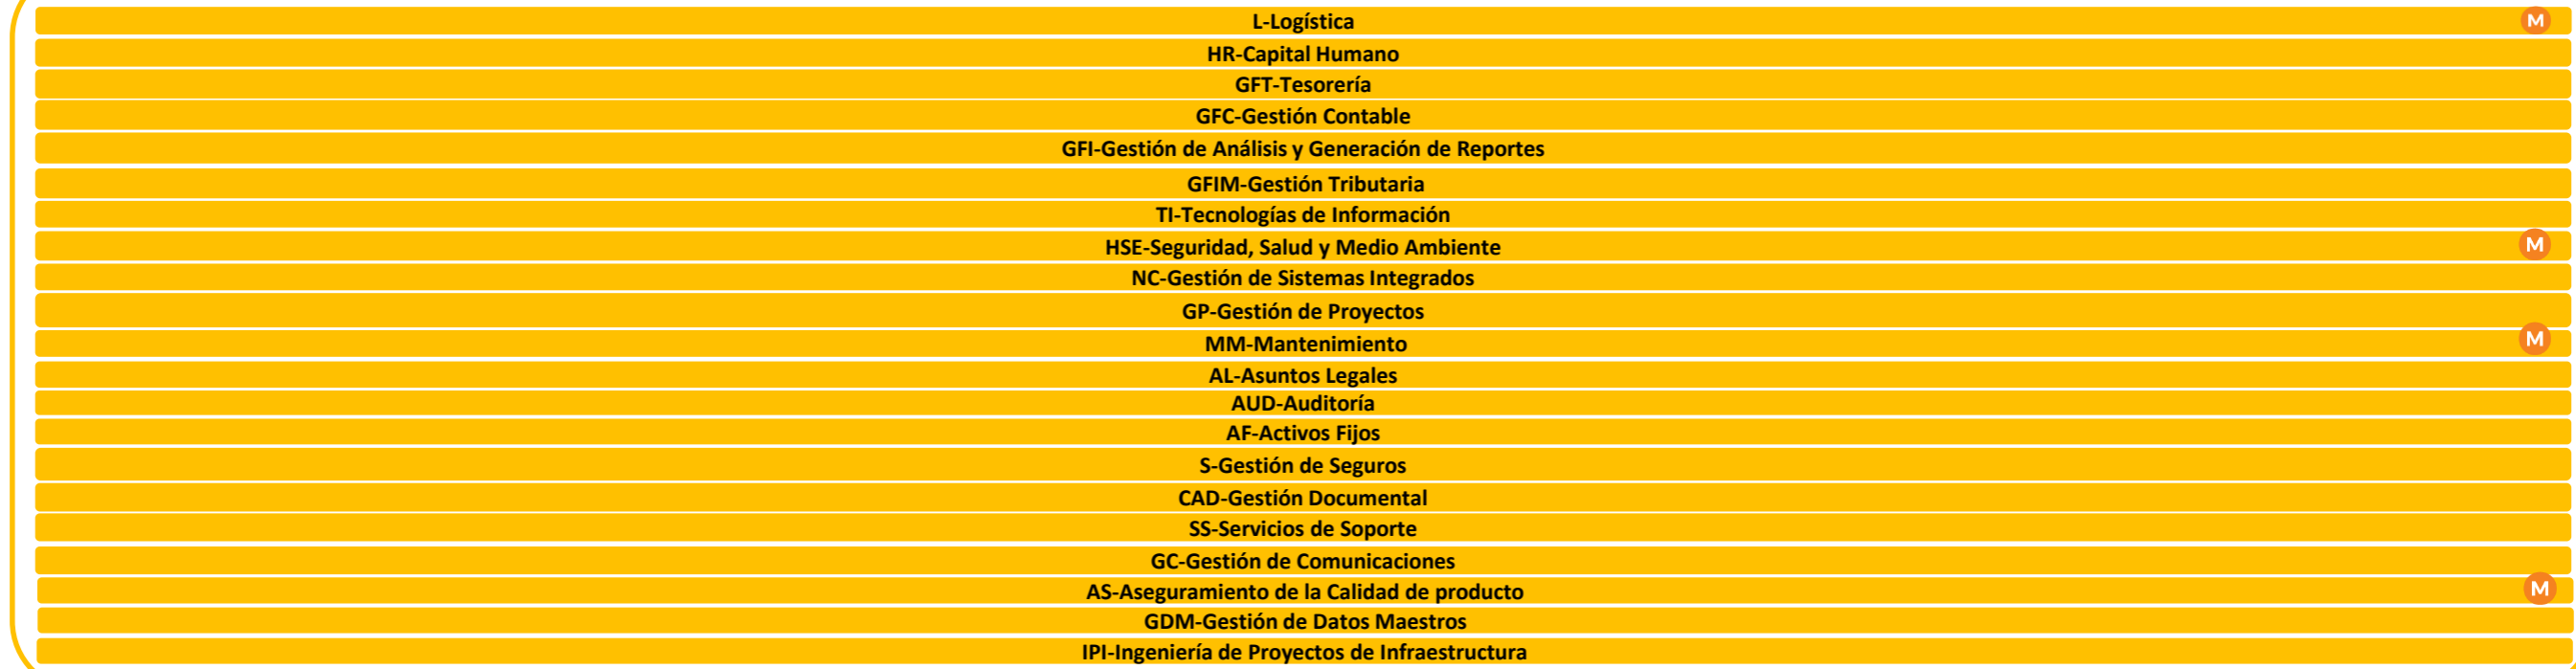 L-Logística M
HR-Capital Humano
GFT-Tesorería
GFC-Gestión Contable
GFI-Gestión de Análisis y Generación de Reportes
GFIM-Gestión Tributaria
TI-Tecnologías de Información
HSE-Seguridad, Salud y Medio Ambiente M
NC-Gestión de Sistemas Integrados
GP-Gestión de Proyectos
MM-Mantenimiento M
AL-Asuntos Legales
AUD-Auditoría
AF-Activos Fijos
S-Gestión de Seguros
CAD-Gestión Documental
SS-Servicios de Soporte
GC-Gestión de Comunicaciones
AS-Aseguramiento de la Calidad de producto M
GDM-Gestión de Datos Maestros
IPI-Ingeniería de Proyectos de Infraestructura